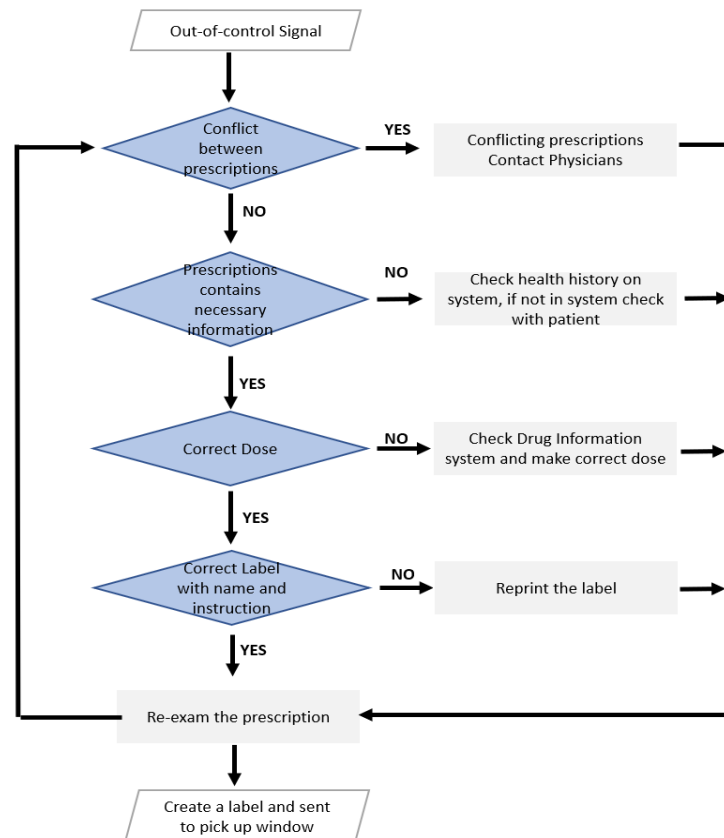 Out-of-control Signal
Conflict
between
prescriptions
YES
Conflicting prescriptions
Contact Physicians
NO
Prescriptions
contains
necessary
information
NO
Check health history on
system, if not in system check
with patient
YES
Correct Dose
NO
Check Drug Information
system and make correct dose
YES
Correct Label
with name and
instruction
NO
Reprint the label
YES
Re-exam the prescription
Create a label and sent
to pick up window